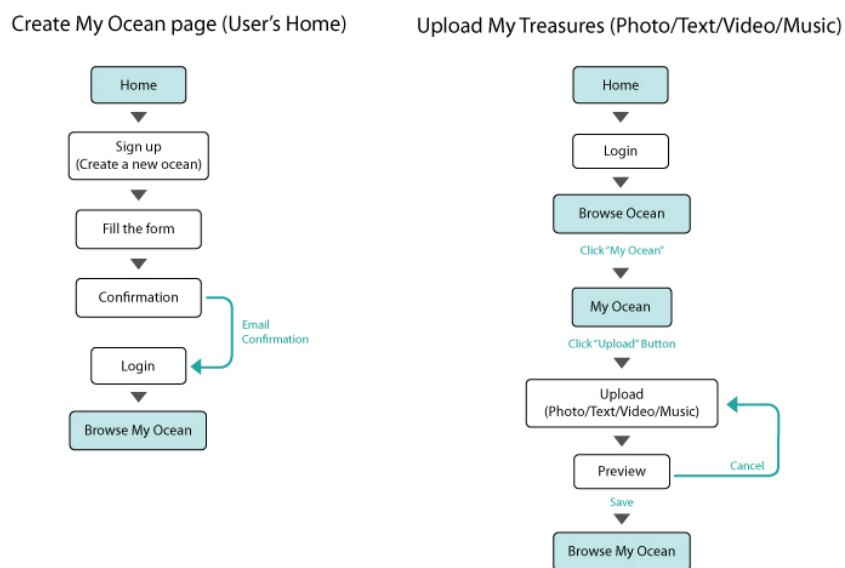 Create My Ocean page (User's Home)
Home
Sign up
(Create a new ocean)
Fill the form
Confirmation
Email
Confirmation
Login
Browse My Ocean
Upload My Treasures (Photo/Text/Video/Music)
Home
Login
Browse Ocean
Click "My Ocean"
My Ocean
Click "Upload" Button
Upload
(Photo/Text/Video/Music)
Preview
Cancel
Save
Browse My Ocean